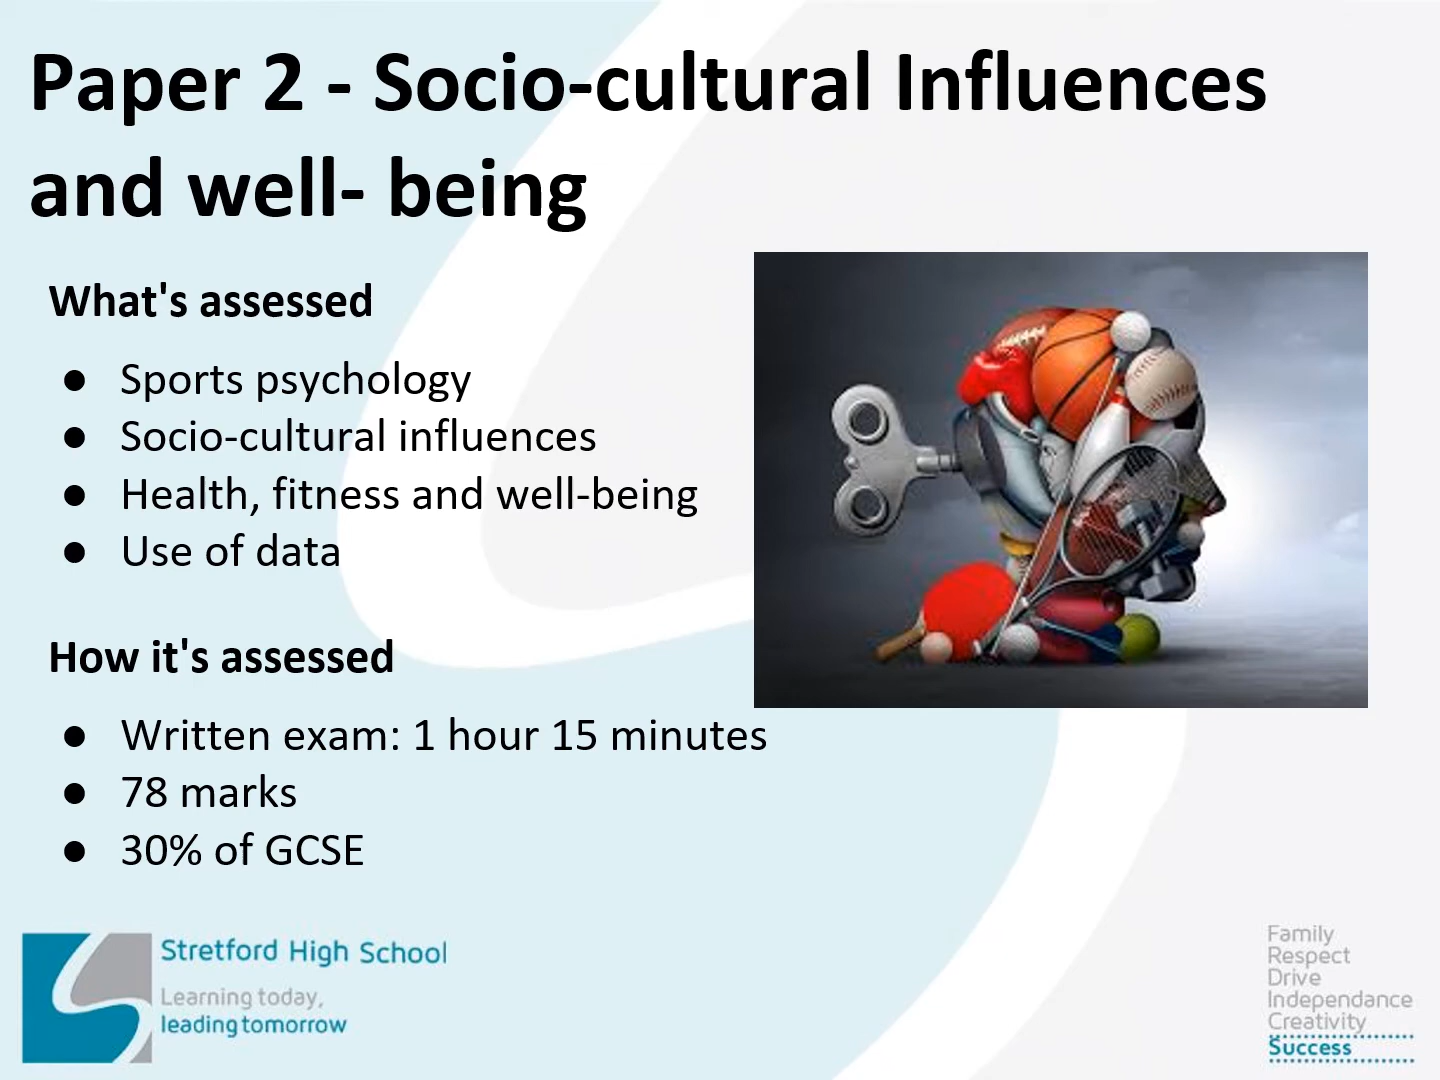 Paper 2 - Socio-cultural Influences
and well- being
What's assessed
● Sports psychology
● Socio-cultural influences
● Health, fitness and well-being
● Use of data
How it's assessed
● Written exam: 1 hour 15 minutes
● 78 marks
● 30% of GCSE
Stretford High School
Learning today,
leading tomorrow
Family
Respect
Drive
Independance
Creativity
Success